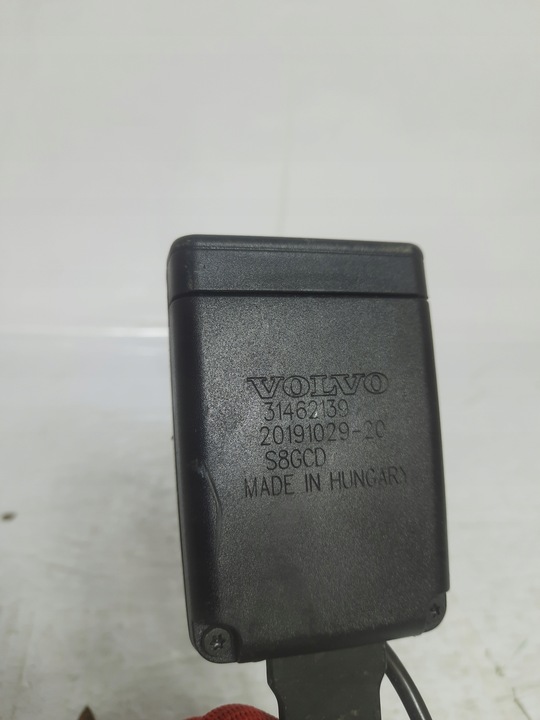 VOLVO
31462139
20191029-20
S8GCD
MADE IN HUNGARY